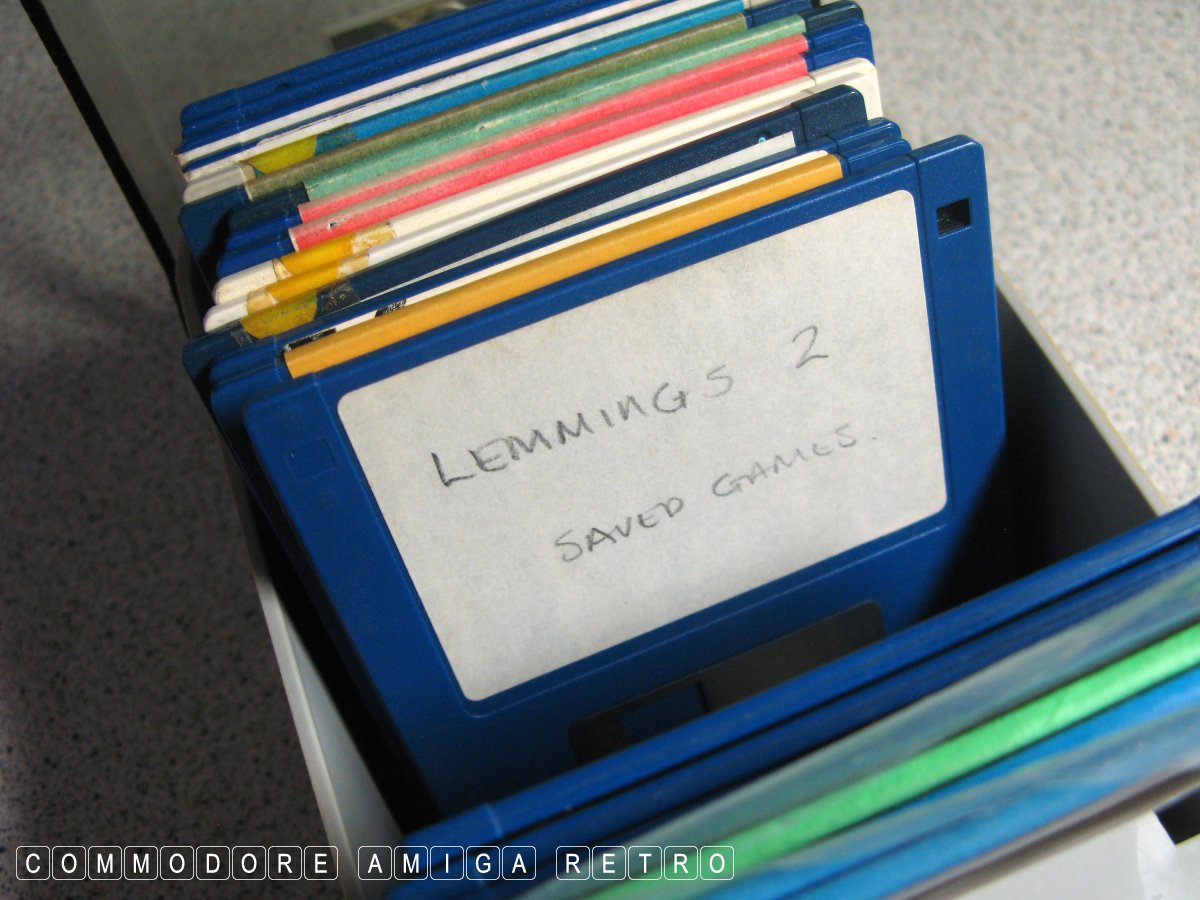 LEMMINGS 2
SAVED GAMES.
COMMODORE AMIGA RETRO